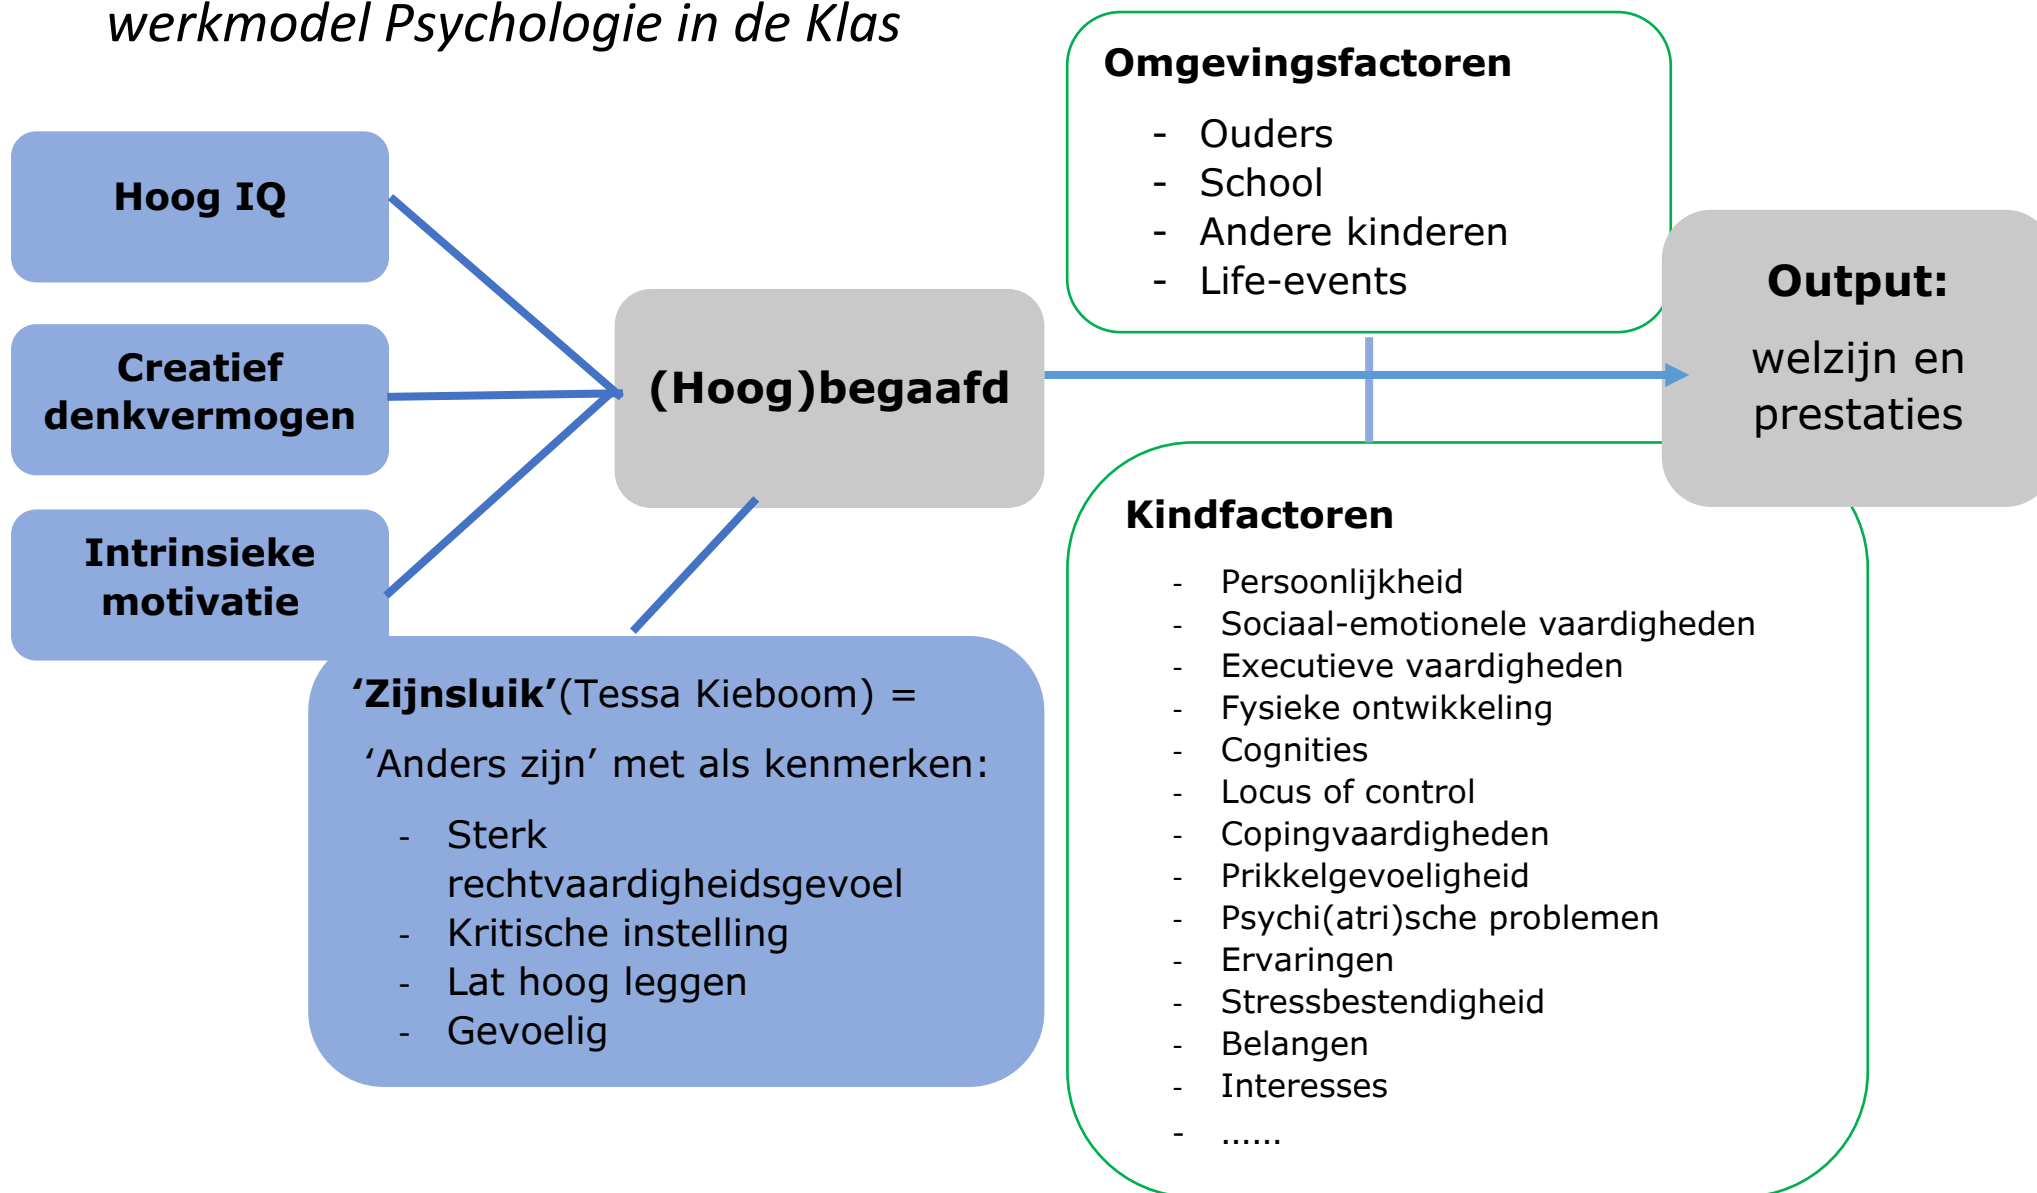 werkmodel Psychologie in de Klas
Hoog IQ
Creatief
denkvermogen
Intrinsieke
motivatie
(Hoog)begaafd
‘Zijnsluik’(Tessa Kieboom) =
‘Anders zijn’ met als kenmerken:
- Sterk
rechtvaardigheidsgevoel
- Kritische instelling
- Lat hoog leggen
- Gevoelig
Omgevingsfactoren
- Ouders
- School
- Andere kinderen
- Life-events
Kindfactoren
- Persoonlijkheid
- Sociaal-emotionele vaardigheden
- Executieve vaardigheden
- Fysieke ontwikkeling
- Cognities
- Locus of control
- Copingvaardigheden
- Prikkelgevoeligheid
- Psychi(atri)sche problemen
- Ervaringen
- Stressbestendigheid
- Belangen
- Interesses
- ......
Output:
welzijn en
prestaties